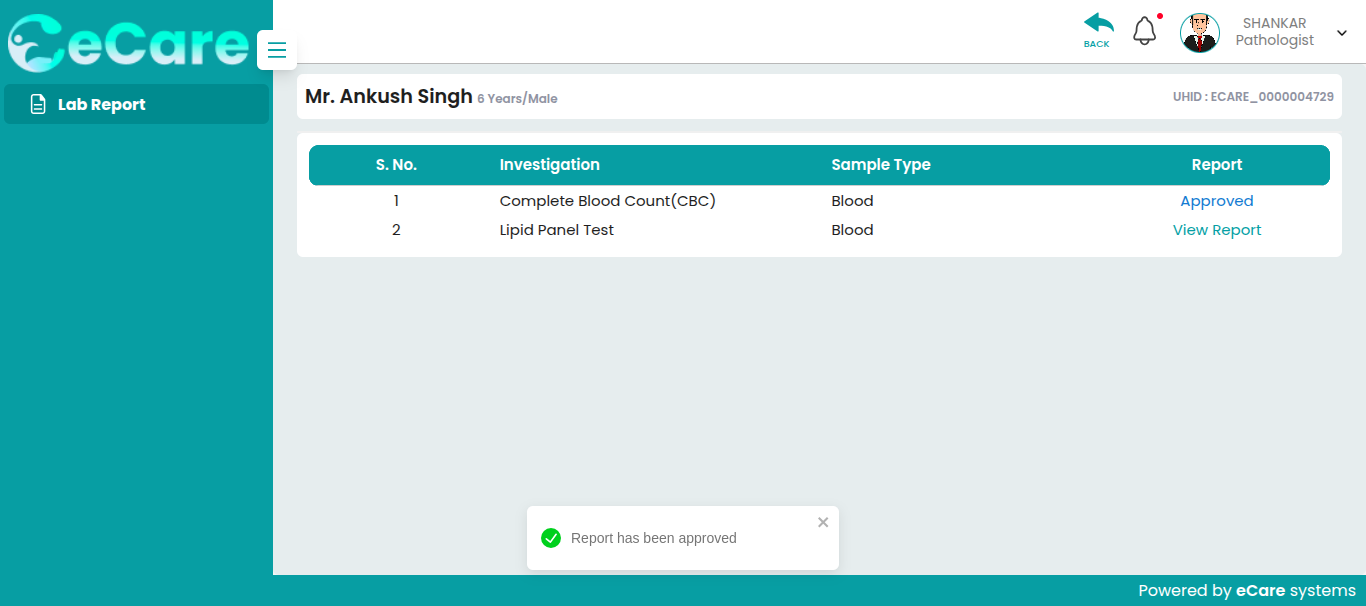 eCare
BACK
SHANKAR
Pathologist
Lab Report
Mr. Ankush Singh 6 Years/Male
UHID : ECARE_0000004729
S. No. Investigation Sample Type Report
1 Complete Blood Count(CBC) Blood Approved
2 Lipid Panel Test Blood View Report
Report has been approved
Powered by eCare systems